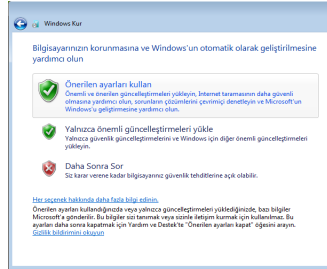 Windows Kur
Bilgisayarınızın korunmasına ve Windows'un otomatik olarak geliştirilmesine
yardımcı olun
Önerilen ayarları kullan
Önemli ve önerilen güncelleştirmeleri yükleyin, Internet taramasının daha güvenli
olmasına yardımcı olun, sorunların çözümlerini çevrimiçi denetleyin ve Microsoft'un
Windows'u geliştirmesine yardımcı olun.
Yalnızca önemli güncelleştirmeleri yükle
Yalnızca güvenlik güncelleştirmelerini ve Windows için diğer önemli güncelleştirmeleri
yükleyin.
Daha Sonra Sor
Siz karar verene kadar bilgisayarınız güvenlik tehditlerine açık olabilir.
Her seçenek hakkında daha fazla bilgi edinin.
Önerilen ayarları kullandığınızda veya yalnızca güncelleştirmeleri yüklediğinizde, bazı bilgiler
Microsoft'a gönderilir. Bu bilgiler sizi tanımak veya sizinle iletişim kurmak için kullanılmaz. Bu
ayarları daha sonra kapatmak için Yardım ve Destek'te "Önerilen ayarları kapat" öğesini arayın.
Gizlilik bildirimini okuyun